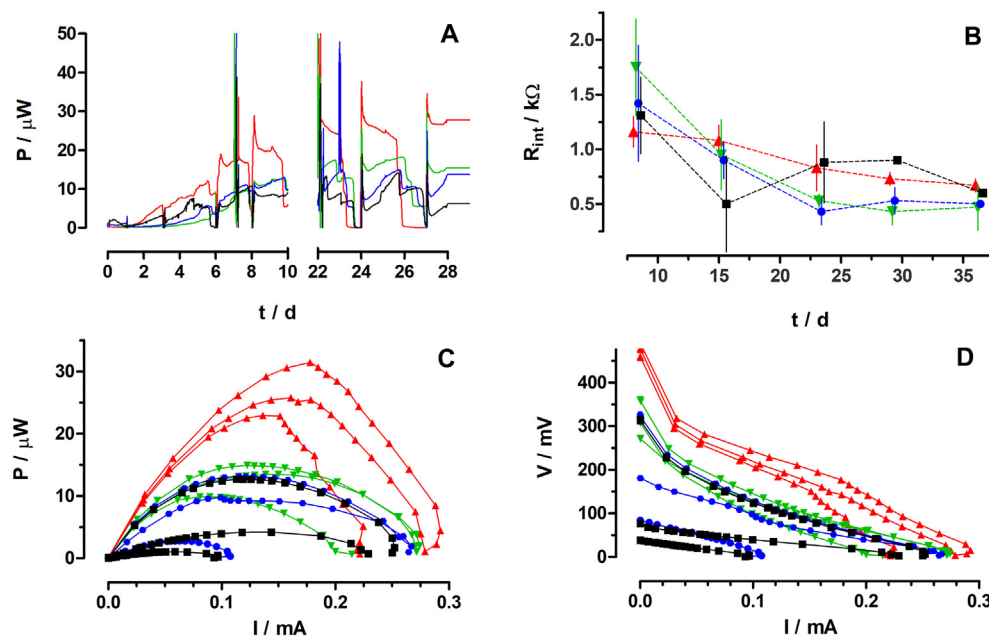 A
P / μW
50
40
30
20
10
0
0 2 4 6 8 10 22 24 26 28
t / d
B
R_int / kΩ
2.0
1.5
1.0
0.5
10 15 20 25 30 35
t / d
C
P / μW
30
20
10
0
0.0 0.1 0.2 0.3
I / mA
D
V / mV
400
300
200
100
0
0.0 0.1 0.2 0.3
I / mA